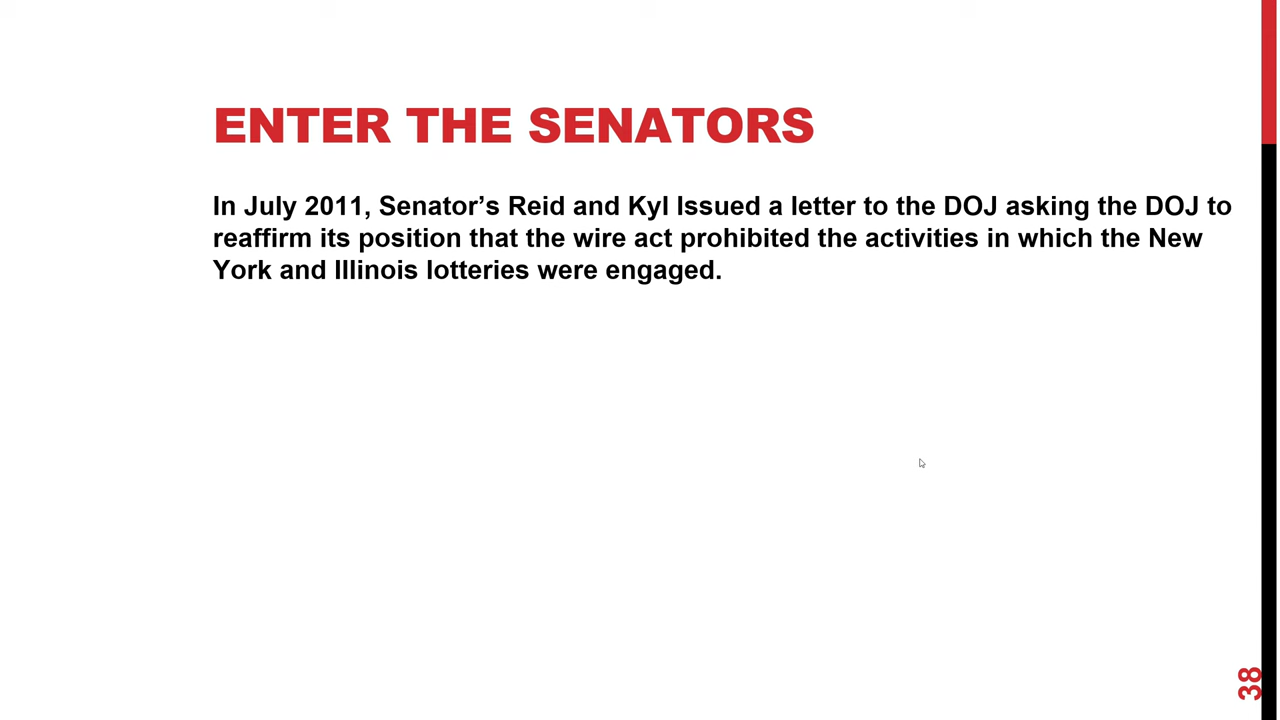 ENTER THE SENATORS
In July 2011, Senator’s Reid and Kyl Issued a letter to the DOJ asking the DOJ to
reaffirm its position that the wire act prohibited the activities in which the New
York and Illinois lotteries were engaged.
38